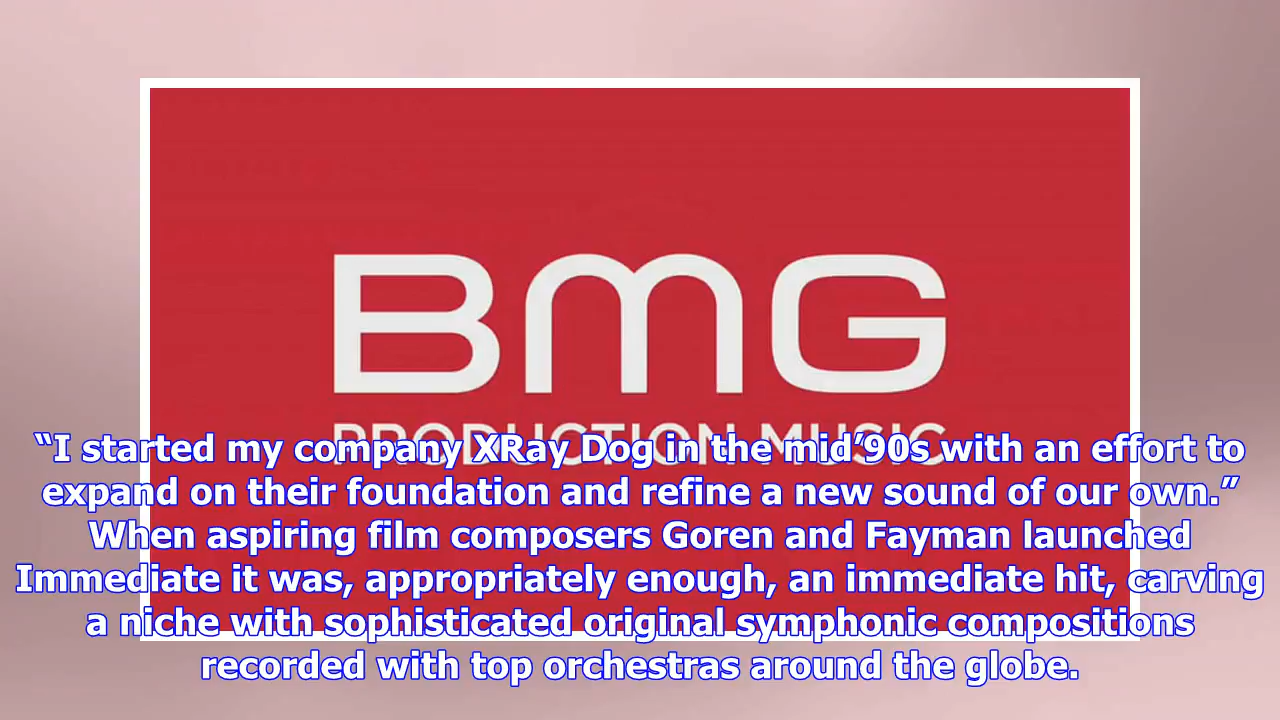 BMG
PRODUCTION MUSIC
“I started my company XRay Dog in the mid’90s with an effort to
expand on their foundation and refine a new sound of our own.”
When aspiring film composers Goren and Fayman launched
Immediate it was, appropriately enough, an immediate hit, carving
a niche with sophisticated original symphonic compositions
recorded with top orchestras around the globe.